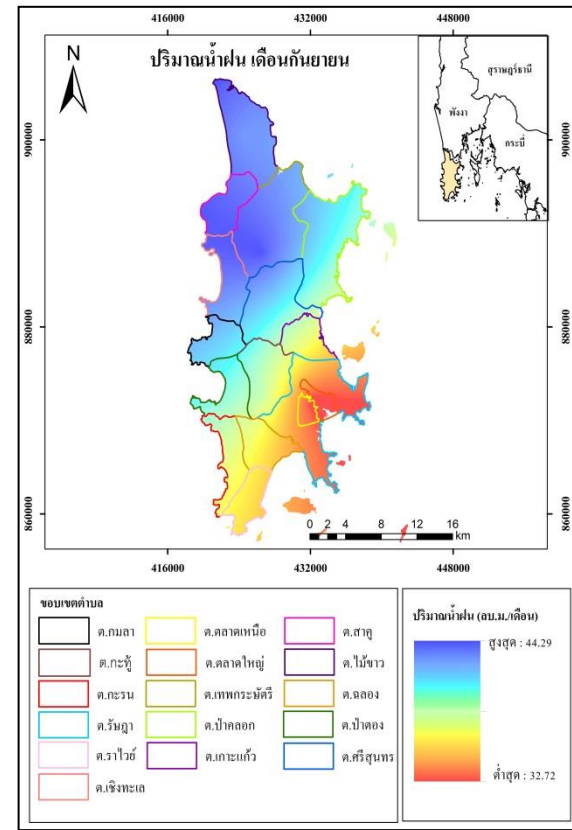 416000 432000 448000
ปริมาณน้ำฝน เดือนกันยายน
N
สุราษฎร์ธานี
พังงา
กระบี่
900000 900000
880000 880000
860000 860000
0 2 4 8 12 16
km
416000 432000 448000
ขอบเขตตำบล
ต.กมลา
ต.กะทู้
ต.กะรน
ต.รัษฎา
ต.ราไวย์
ต.เชิงทะเล
ต.ตลาดเหนือ
ต.ตลาดใหญ่
ต.เทพกระษัตรี
ต.ป่าคลอก
ต.เกาะแก้ว
ต.สาคู
ต.ไม้ขาว
ต.ฉลอง
ต.ป่าตอง
ต.ศรีสุนทร
ปริมาณน้ำฝน (ลบ.ม./เดือน)
สูงสุด : 44.29
ต่ำสุด : 32.72